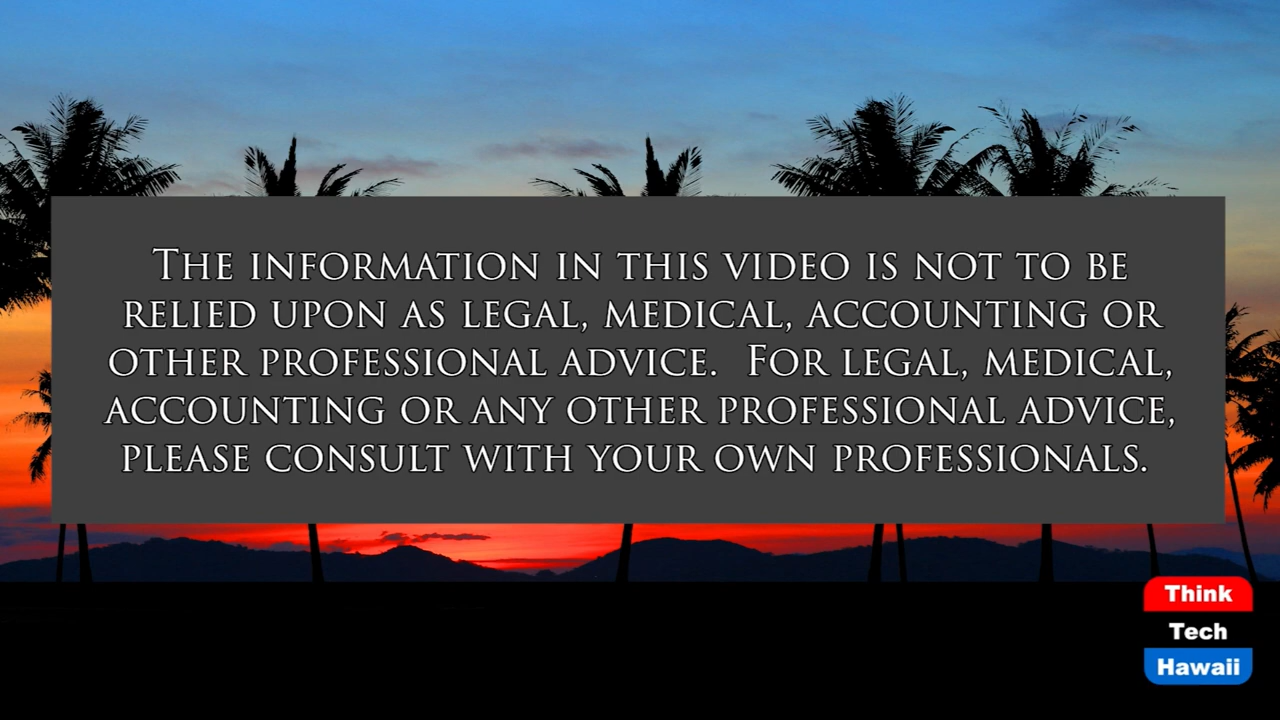 The information in this video is not to be
relied upon as legal, medical, accounting or
other professional advice.  For legal, medical,
accounting or any other professional advice,
please consult with your own professionals.
Think
Tech
Hawaii